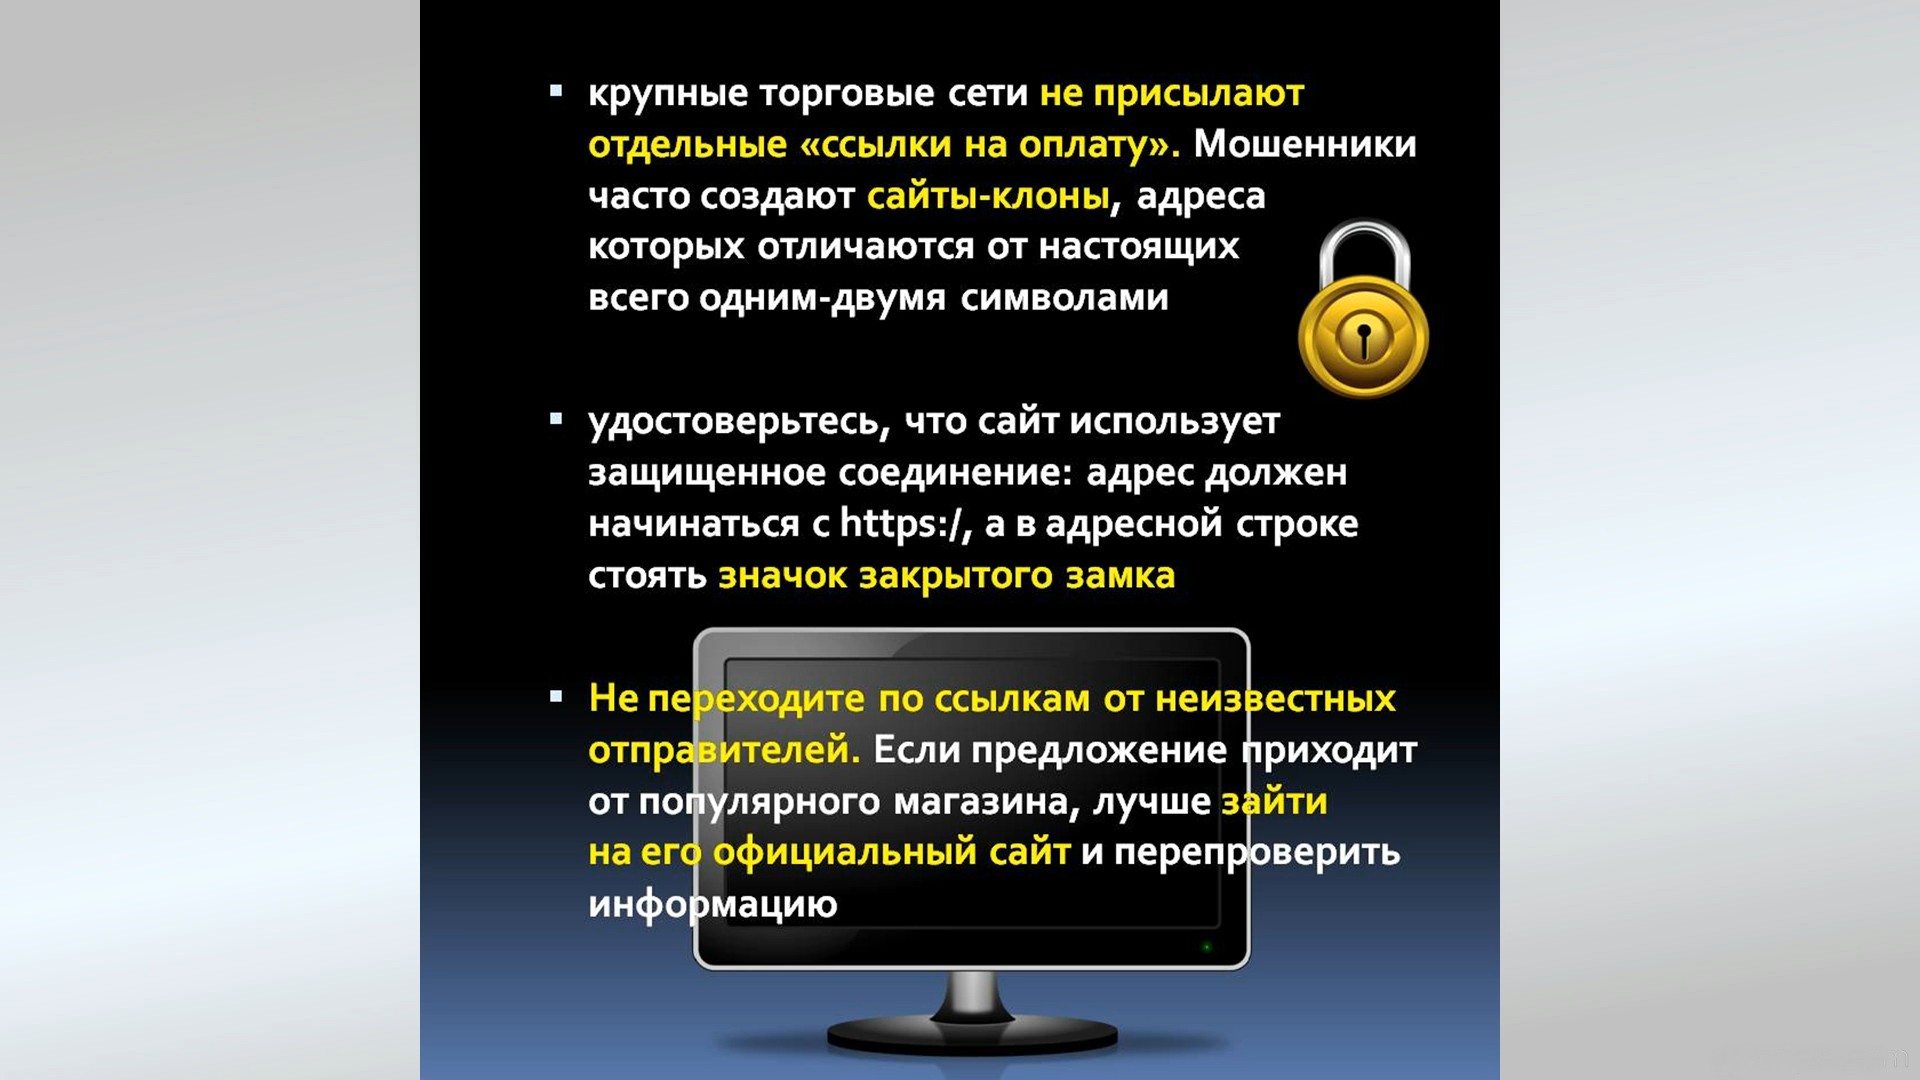 ▪ крупные торговые сети не присылают
отдельные «ссылки на оплату». Мошенники
часто создают сайты-клоны, адреса
которых отличаются от настоящих
всего одним-двумя символами
▪ удостоверьтесь, что сайт использует
защищенное соединение: адрес должен
начинаться с https:/, а в адресной строке
стоять значок закрытого замка
▪ Не переходите по ссылкам от неизвестных
отправителей. Если предложение приходит
от популярного магазина, лучше зайти
на его официальный сайт и перепроверить
информацию